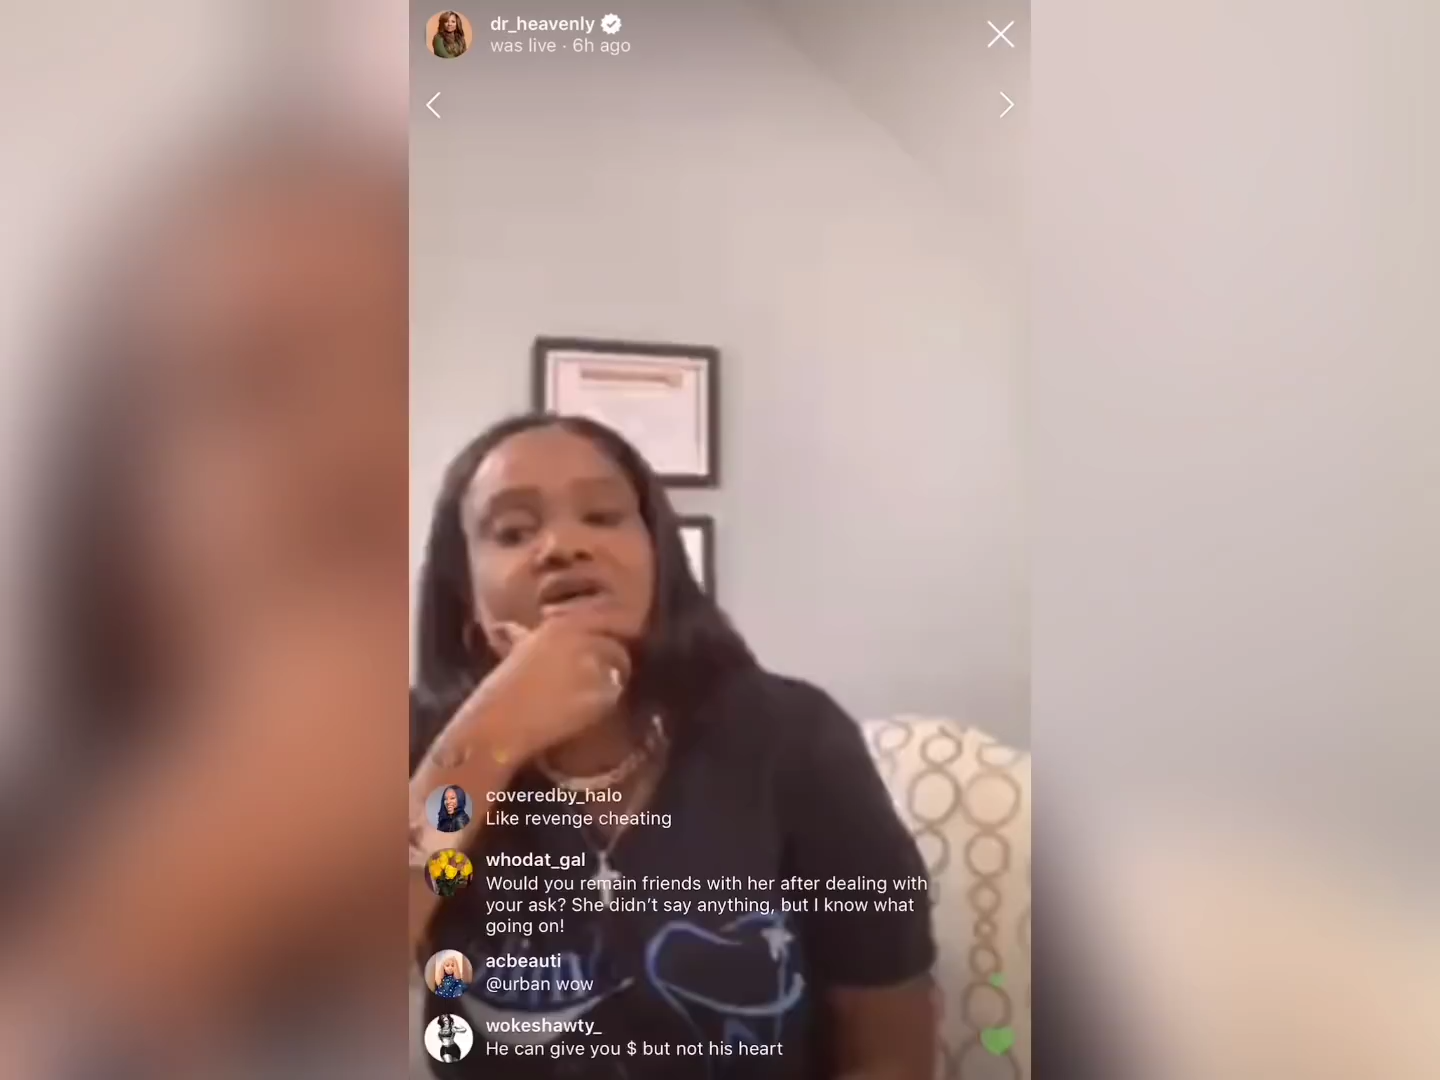 dr_heavenly
was live · 6h ago
coveredby_halo
Like revenge cheating
whodat_gal
Would you remain friends with her after dealing with
your ask? She didn't say anything, but I know what
going on!
acbeauti
@urban wow
wokeshawty_
He can give you $ but not his heart